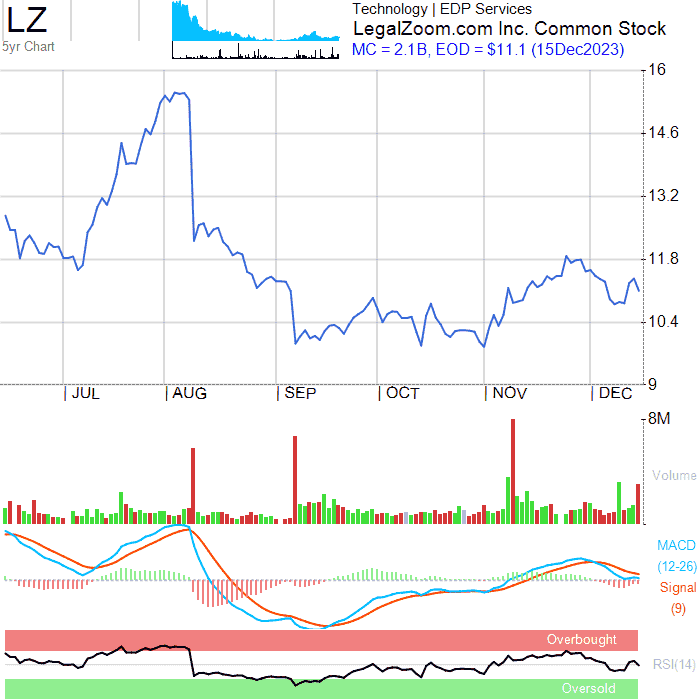 LZ
5yr Chart
Technology | EDP Services
LegalZoom.com Inc. Common Stock
MC = 2.1B, EOD = $11.1 (15Dec2023)
16
14.6
13.2
11.8
10.4
9
JUL AUG SEP OCT NOV DEC
8M
Volume
MACD
(12-26)
Signal
(9)
Overbought
RSI(14)
Oversold